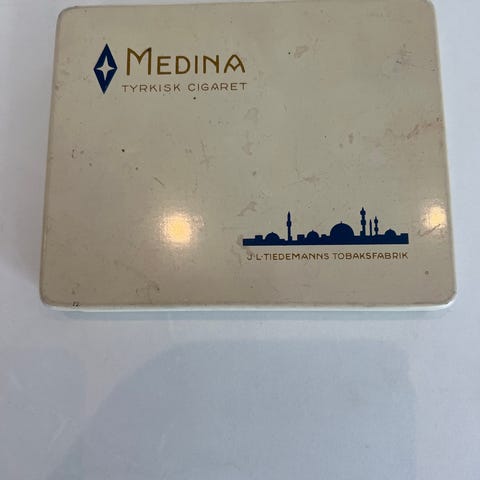 MEDINA
TYRKISK CIGARET
J·L·TIEDEMANNS TOBAKSFABRIK